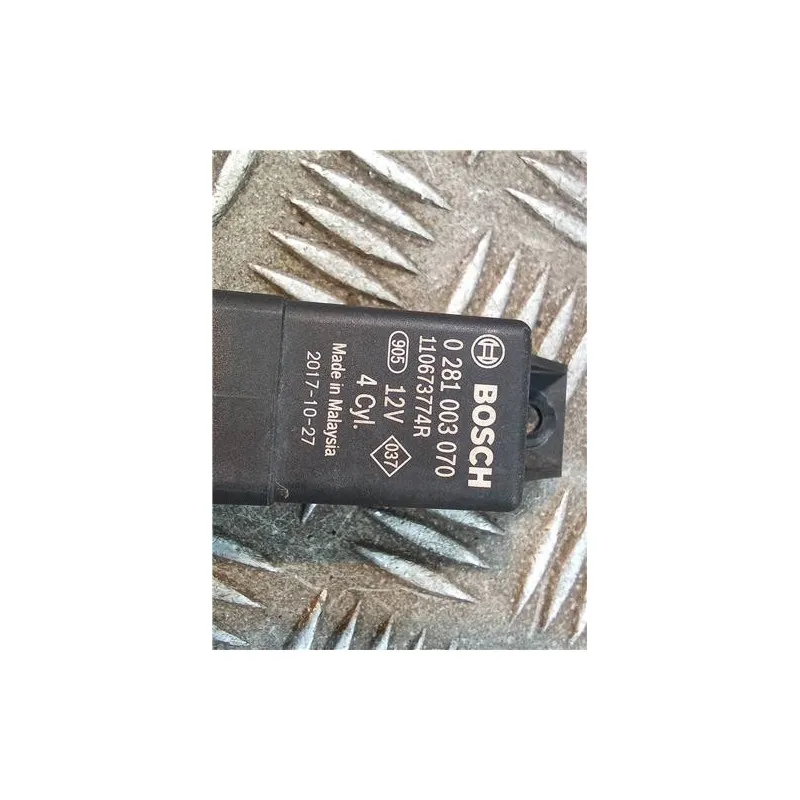 BOSCH
0 281 003 070
110673774R
905 12V 037
4 Cyl.
Made in Malaysia
2017-10-27